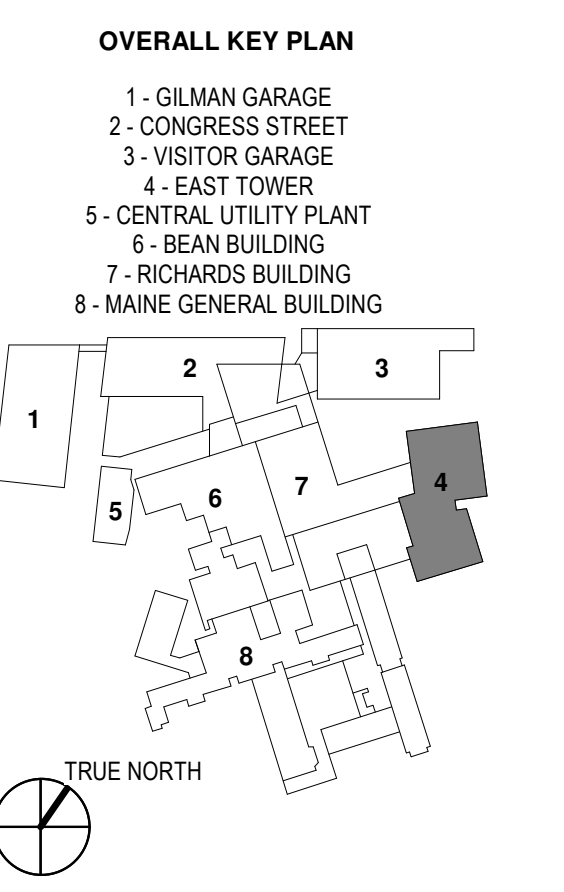 OVERALL KEY PLAN
1 - GILMAN GARAGE
2 - CONGRESS STREET
3 - VISITOR GARAGE
4 - EAST TOWER
5 - CENTRAL UTILITY PLANT
6 - BEAN BUILDING
7 - RICHARDS BUILDING
8 - MAINE GENERAL BUILDING
2
3
1
4
7
6
5
8
TRUE NORTH